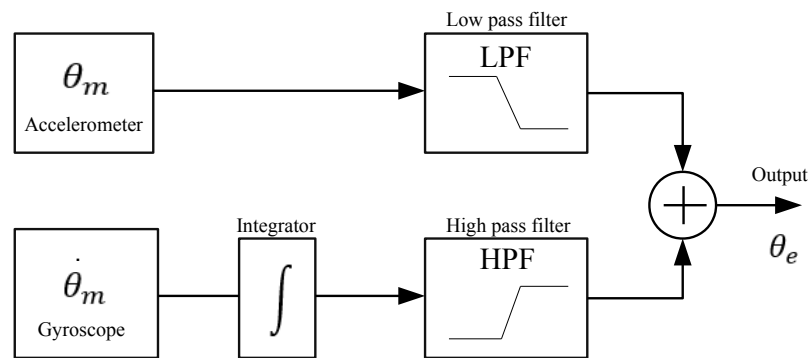 Low pass filter
θₘ
Accelerometer
LPF
Output
θₑ
Integrator
High pass filter
θ̇ₘ
Gyroscope
∫
HPF
+